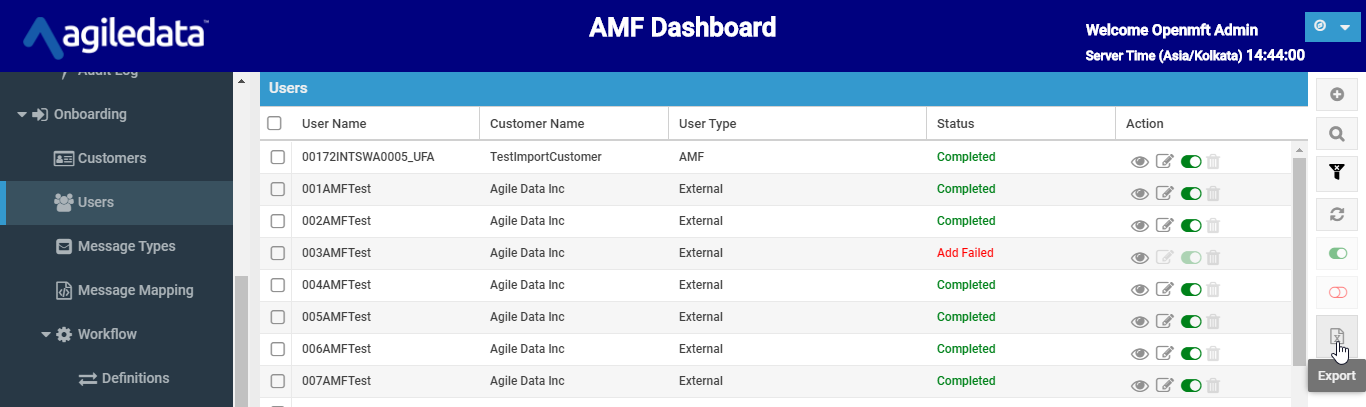 agiledata™
AMF Dashboard
Welcome Openmft Admin
Server Time (Asia/Kolkata) 14:44:00
Audit Log
Onboarding
Customers
Users
Message Types
Message Mapping
Workflow
Definitions
Users
User Name Customer Name User Type Status Action
00172INTSWA0005_UFA TestImportCustomer AMF Completed
001AMFTest Agile Data Inc External Completed
002AMFTest Agile Data Inc External Completed
003AMFTest Agile Data Inc External Add Failed
004AMFTest Agile Data Inc External Completed
005AMFTest Agile Data Inc External Completed
006AMFTest Agile Data Inc External Completed
007AMFTest Agile Data Inc External Completed
Export